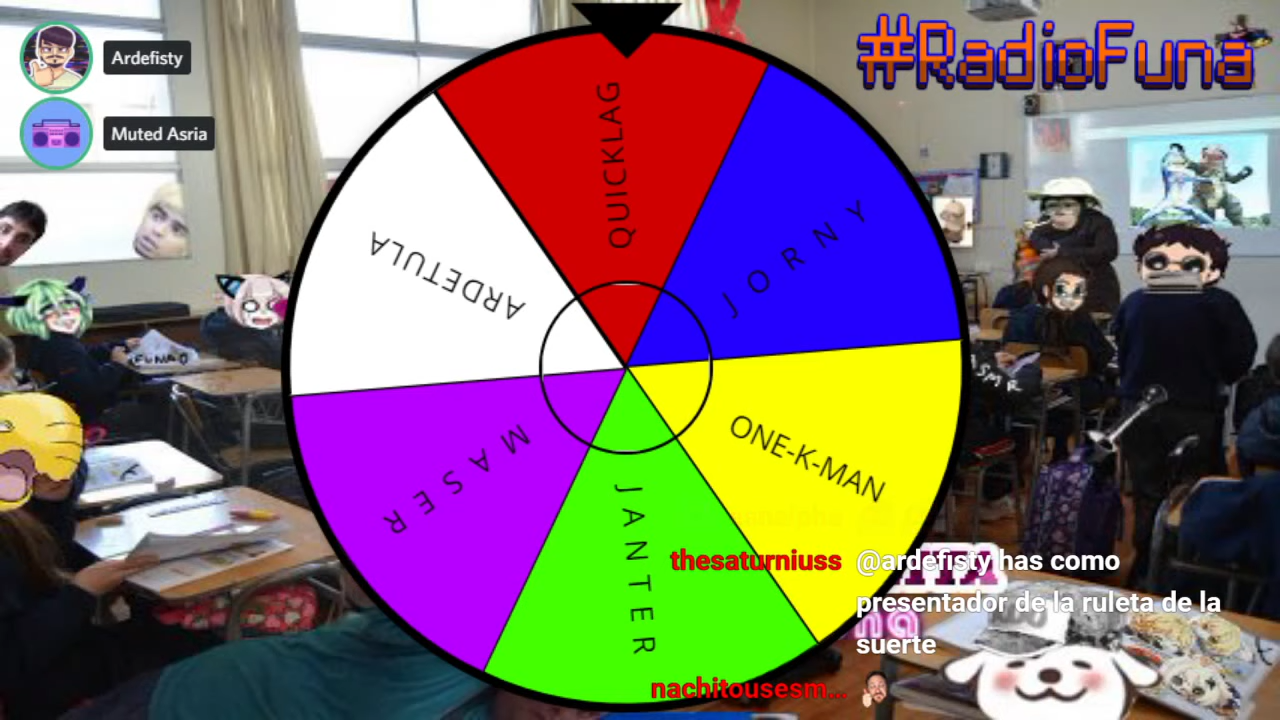 Ardefisty
Muted Asria
#RadioFuna
QUICKLAG
JORNY
ONE-K-MAN
JANTER
MASER
ARDETULA
FUNAO
thesaturniuss @ardefisty has como
presentador de la ruleta de la
suerte
nachitousesm...